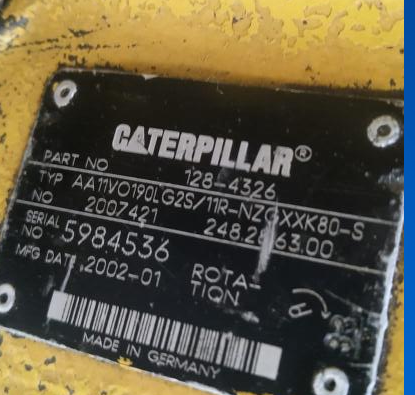 CATERPILLAR®
PART NO 128-4326
TYP AA11VO190LG2S/11R-NZGXXK80-S
NO 2007421 248.28.63.00
SERIAL NO 5984536
MFG DATE 2002-01 ROTA-TION
MADE IN GERMANY